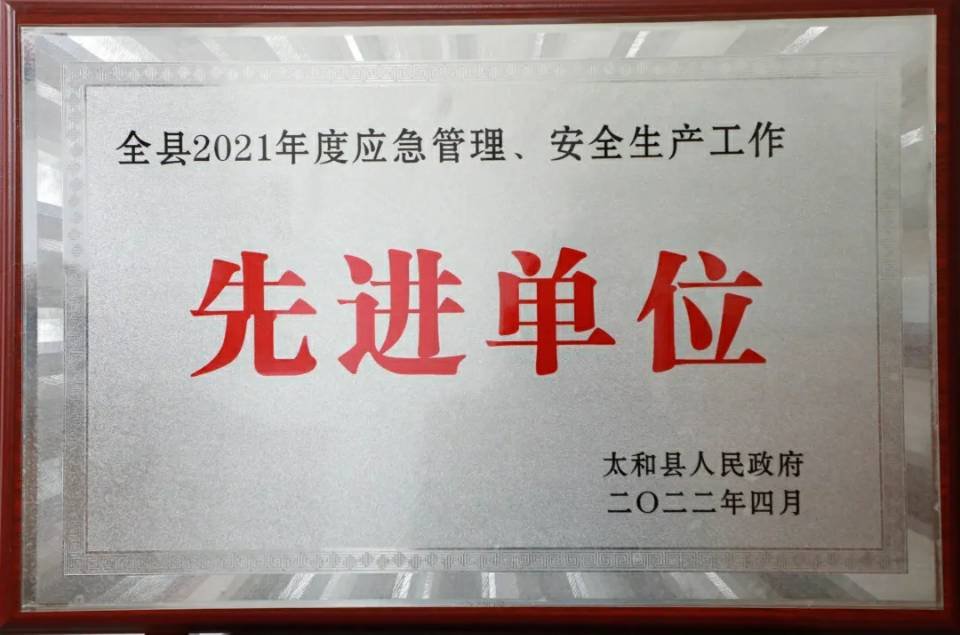 全县2021年度应急管理、安全生产工作
先进单位
太和县人民政府
二〇二二年四月